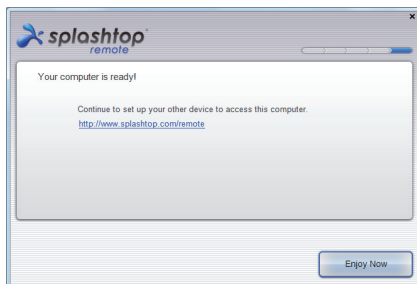 splashtop
remote
Your computer is ready!
Continue to set up your other device to access this computer.
http://www.splashtop.com/remote
Enjoy Now